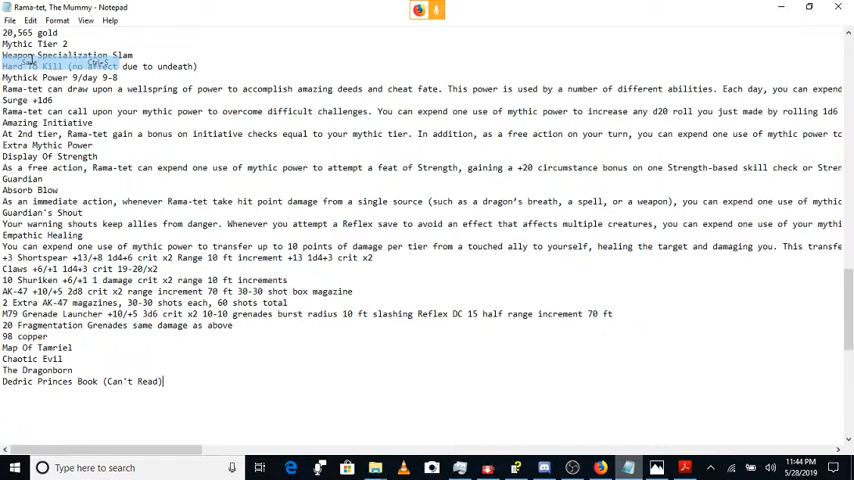 Rama-tet, The Mummy - Notepad
File Edit Format View Help
20,565 gold
Mythic Tier 2
Weapon Specialization Slam
Hard To Kill (no affect due to undeath)
Save Ctrl+S
Mythick Power 9/day 9-8
Rama-tet can draw upon a wellspring of power to accomplish amazing deeds and cheat fate. This power is used by a number of different abilities. Each day, you can expend
Surge +1d6
Rama-tet can call upon your mythic power to overcome difficult challenges. You can expend one use of mythic power to increase any d20 roll you just made by rolling 1d6
Amazing Initiative
At 2nd tier, Rama-tet gain a bonus on initiative checks equal to your mythic tier. In addition, as a free action on your turn, you can expend one use of mythic power to
Extra Mythic Power
Display Of Strength
As a free action, Rama-tet can expend one use of mythic power to attempt a feat of Strength, gaining a +20 circumstance bonus on one Strength-based skill check or Stren
Guardian
Absorb Blow
As an immediate action, whenever Rama-tet take hit point damage from a single source (such as a dragon's breath, a spell, or a weapon), you can expend one use of mythic
Guardian's Shout
Your warning shouts keep allies from danger. Whenever you attempt a Reflex save to avoid an effect that affects multiple creatures, you can expend one use of your mythi
Empathic Healing
You can expend one use of mythic power to transfer up to 10 points of damage per tier from a touched ally to yourself, healing the target and damaging you. This transfe
+3 Shortspear +13/+8 1d4+6 crit x2 Range 10 ft increment +13 1d4+3 crit x2
Claws +6/+1 1d4+3 crit 19-20/x2
10 Shuriken +6/+1 1 damage crit x2 range 10 ft increments
AK-47 +10/+5 2d8 crit x2 range increment 70 ft 30-30 shot box magazine
2 Extra AK-47 magazines, 30-30 shots each, 60 shots total
M79 Grenade Launcher +10/+5 3d6 crit x2 10-10 grenades burst radius 10 ft slashing Reflex DC 15 half range increment 70 ft
20 Fragmentation Grenades same damage as above
98 copper
Map Of Tamriel
Chaotic Evil
The Dragonborn
Dedric Princes Book (Can't Read)
Type here to search
11:44 PM
5/28/2019